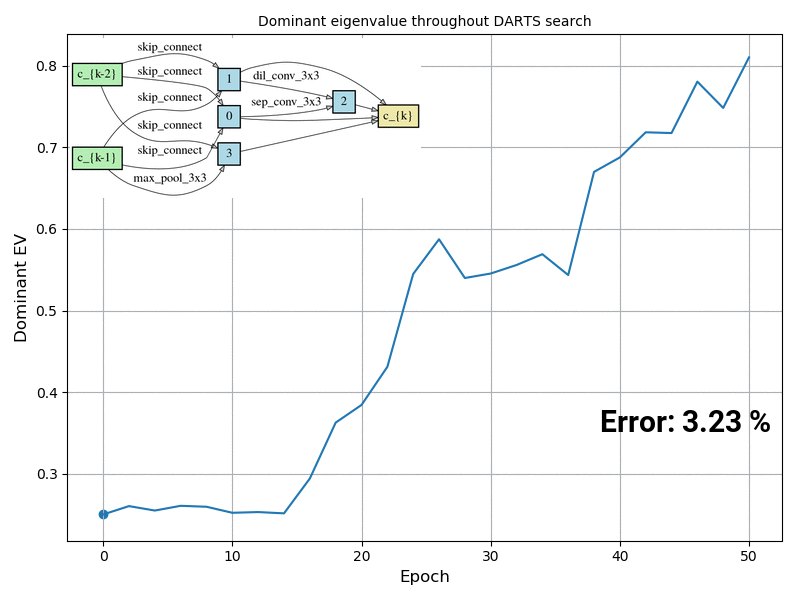 Dominant eigenvalue throughout DARTS search
Dominant EV
0.8
0.7
0.6
0.5
0.4
0.3
c_{k-2}
c_{k-1}
skip_connect
skip_connect
skip_connect
skip_connect
skip_connect
max_pool_3x3
1
0
3
dil_conv_3x3
sep_conv_3x3
2
c_{k}
Error: 3.23 %
0
10
20
30
40
50
Epoch